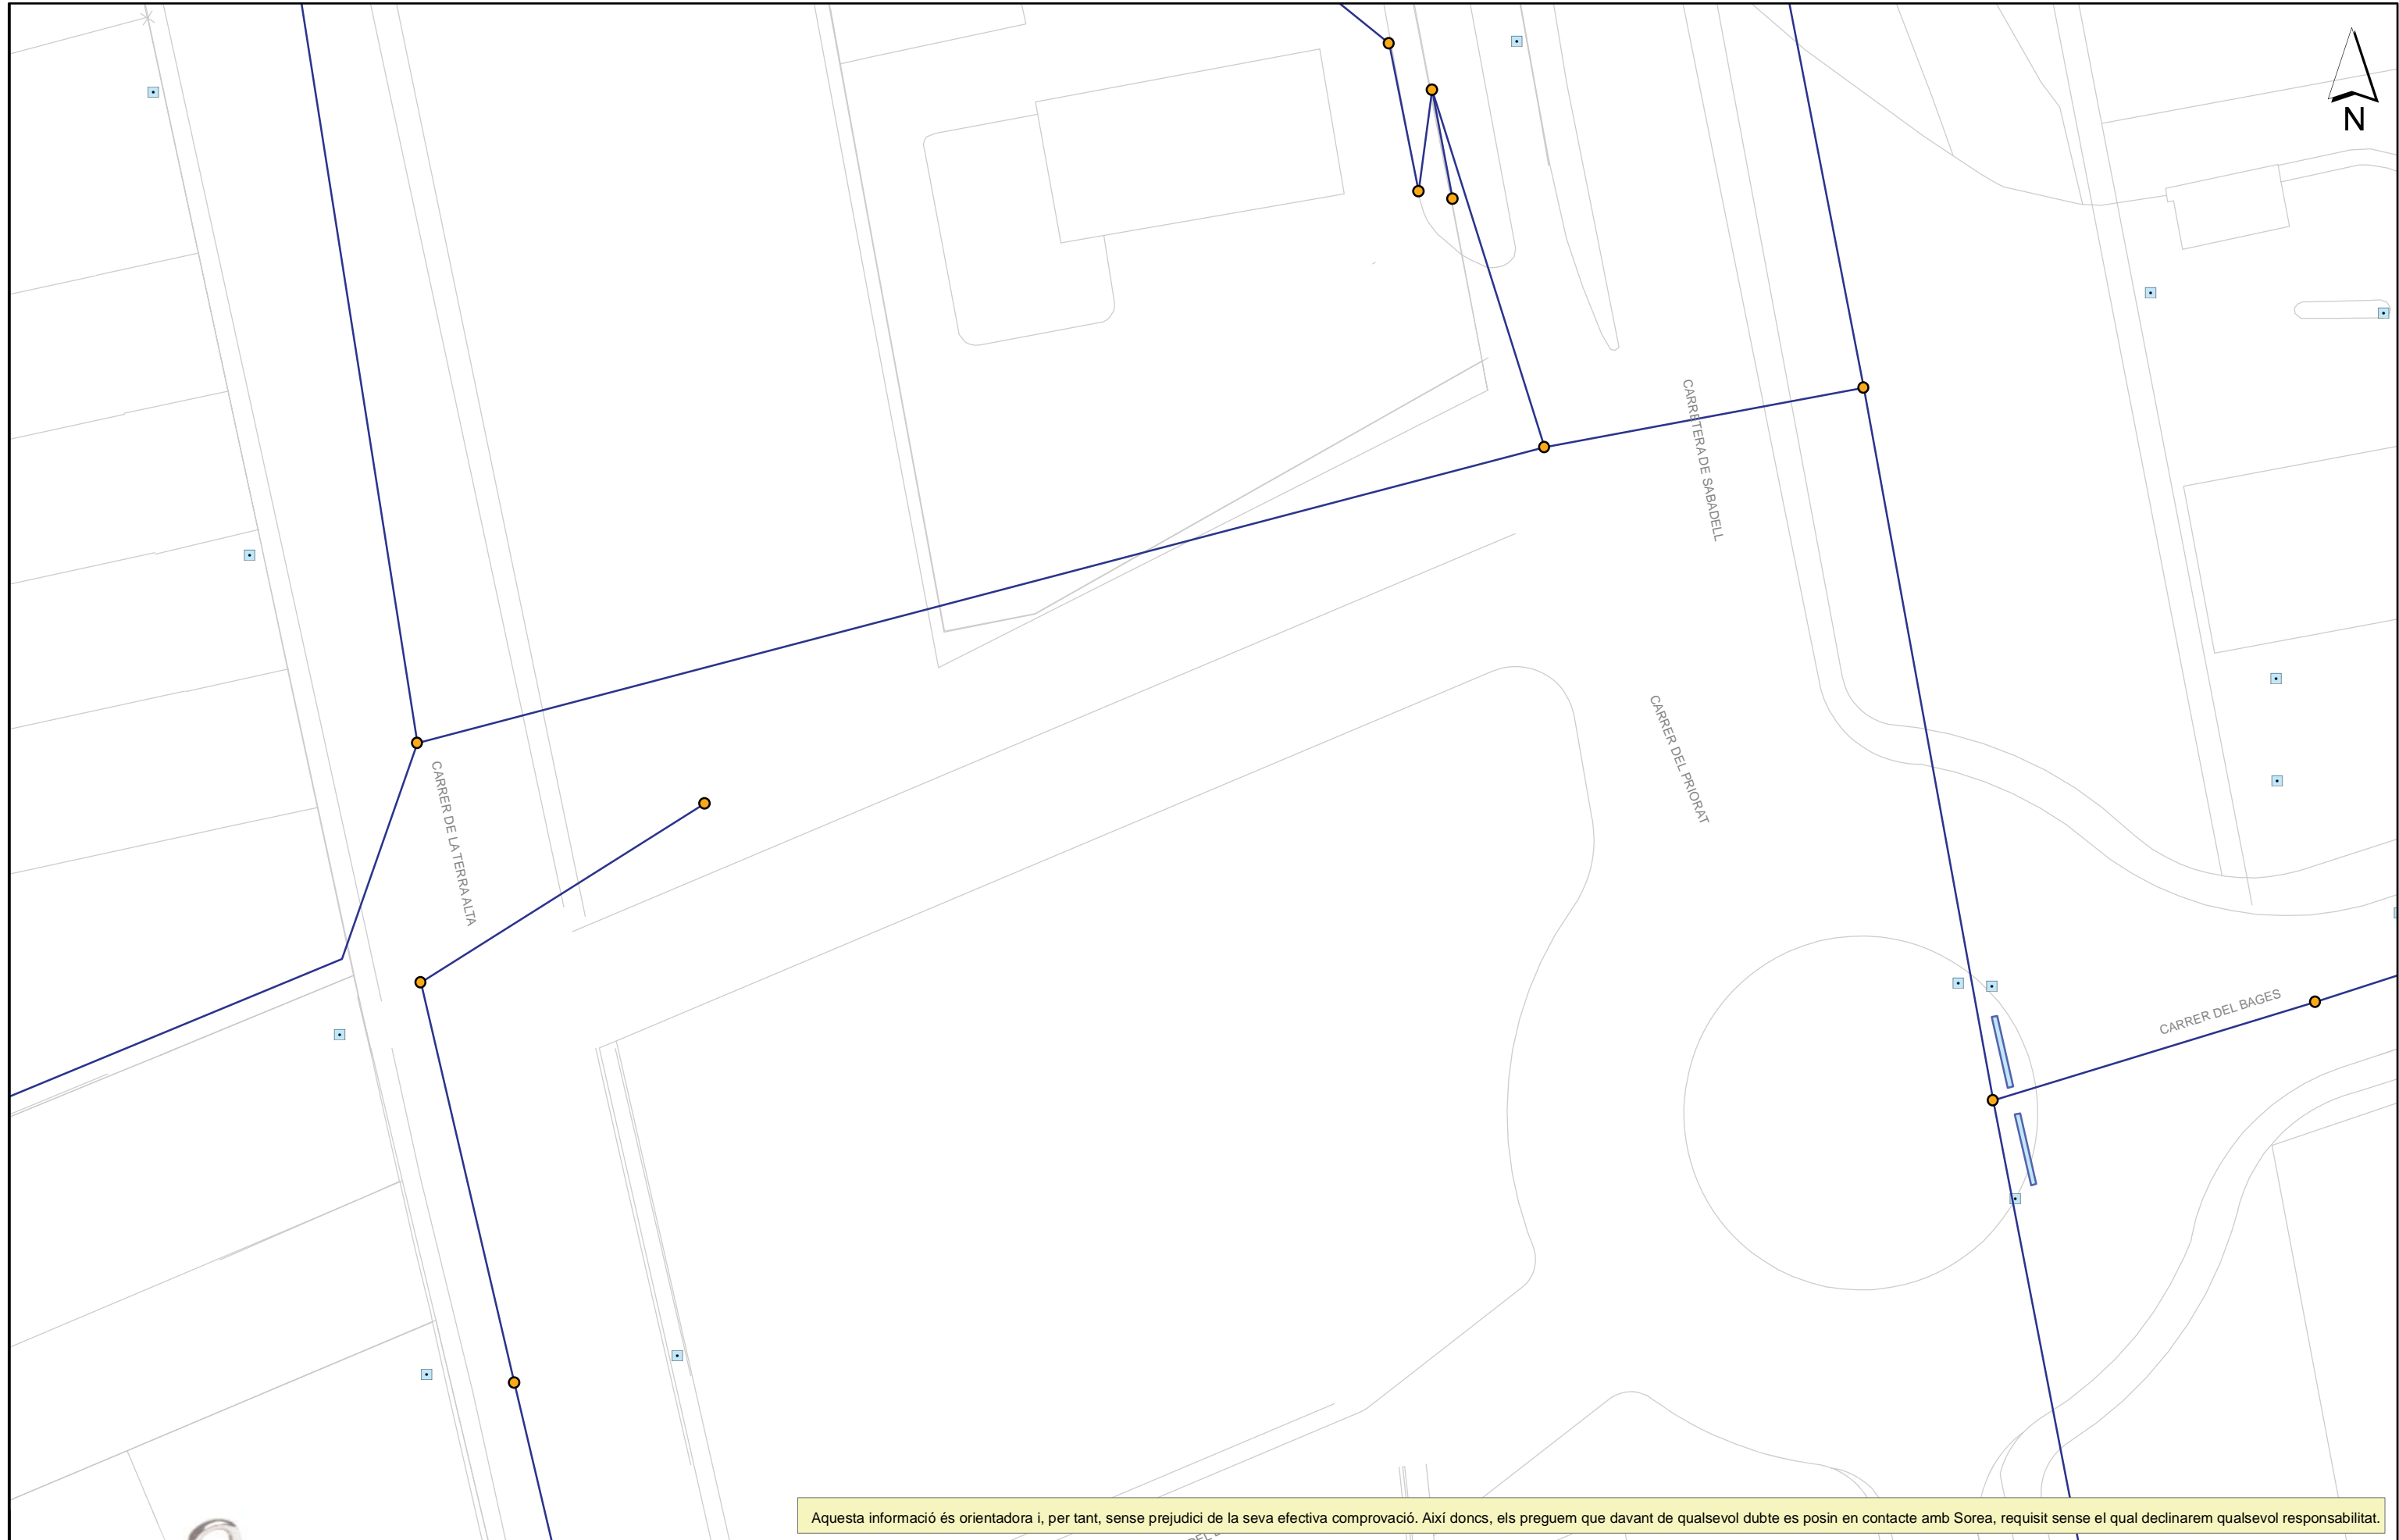 N
CARRETERA DE SABADELL
CARRER DEL PRIORAT
CARRER DE LA TERRA ALTA
CARRER DEL BAGES
Aquesta informació és orientadora i, per tant, sense prejudici de la seva efectiva comprovació. Així doncs, els preguem que davant de qualsevol dubte es posin en contacte amb Sorea, requisit sense el qual declinarem qualsevol responsabilitat.